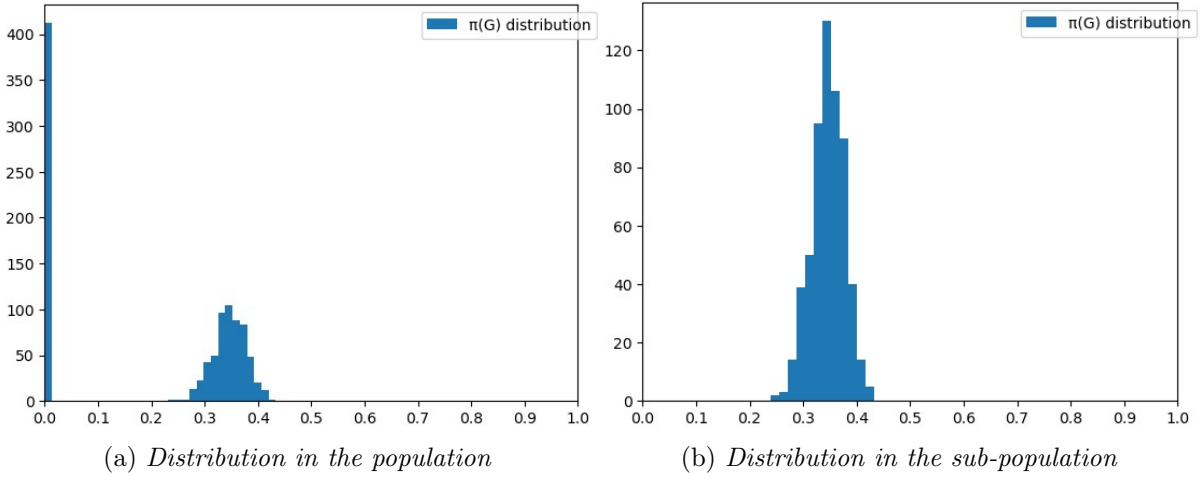 π(G) distribution
400
350
300
250
200
150
100
50
0
0.0 0.1 0.2 0.3 0.4 0.5 0.6 0.7 0.8 0.9 1.0
(a) Distribution in the population
π(G) distribution
120
100
80
60
40
20
0
0.0 0.1 0.2 0.3 0.4 0.5 0.6 0.7 0.8 0.9 1.0
(b) Distribution in the sub-population